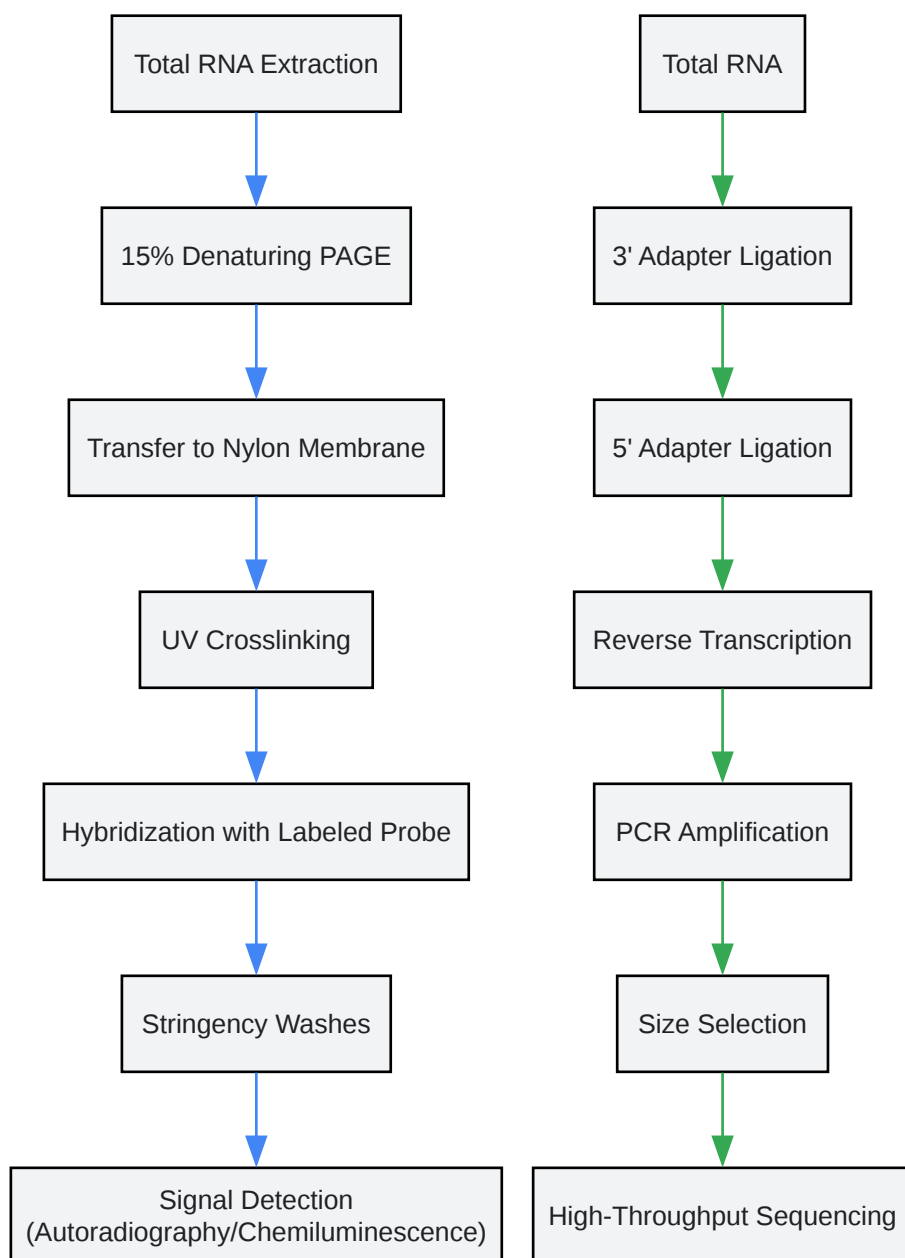 Total RNA Extraction
15% Denaturing PAGE
Transfer to Nylon Membrane
UV Crosslinking
Hybridization with Labeled Probe
Stringency Washes
Signal Detection
(Autoradiography/Chemiluminescence)
Total RNA
3' Adapter Ligation
5' Adapter Ligation
Reverse Transcription
PCR Amplification
Size Selection
High-Throughput Sequencing